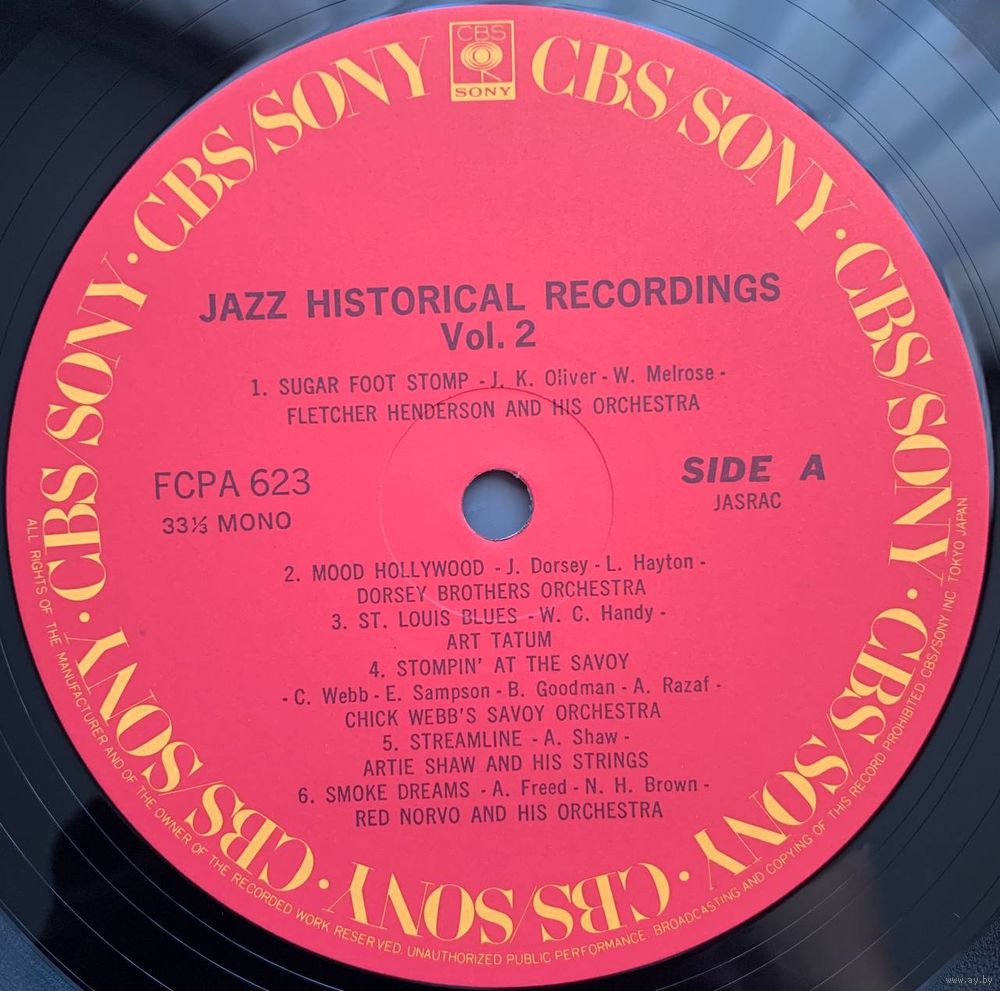 CBS
SONY
CBS/SONY · CBS/SONY · CBS/SONY · CBS/SONY · CBS/SONY · CBS/SONY · CBS/SONY · CBS/SONY
JAZZ HISTORICAL RECORDINGS
Vol. 2
1. SUGAR FOOT STOMP - J. K. Oliver - W. Melrose -
FLETCHER HENDERSON AND HIS ORCHESTRA
FCPA 623
33⅓ MONO
SIDE A
JASRAC
2. MOOD HOLLYWOOD - J. Dorsey - L. Hayton -
DORSEY BROTHERS ORCHESTRA
3. ST. LOUIS BLUES - W. C. Handy -
ART TATUM
4. STOMPIN' AT THE SAVOY
- C. Webb - E. Sampson - B. Goodman - A. Razaf -
CHICK WEBB'S SAVOY ORCHESTRA
5. STREAMLINE - A. Shaw -
ARTIE SHAW AND HIS STRINGS
6. SMOKE DREAMS - A. Freed - N. H. Brown -
RED NORVO AND HIS ORCHESTRA
ALL RIGHTS OF THE MANUFACTURER AND OF THE OWNER OF THE RECORDED WORK RESERVED. UNAUTHORIZED PUBLIC PERFORMANCE. BROADCASTING AND COPYING OF THIS RECORD PROHIBITED CBS/SONY INC TOKYO JAPAN
www.ay.by